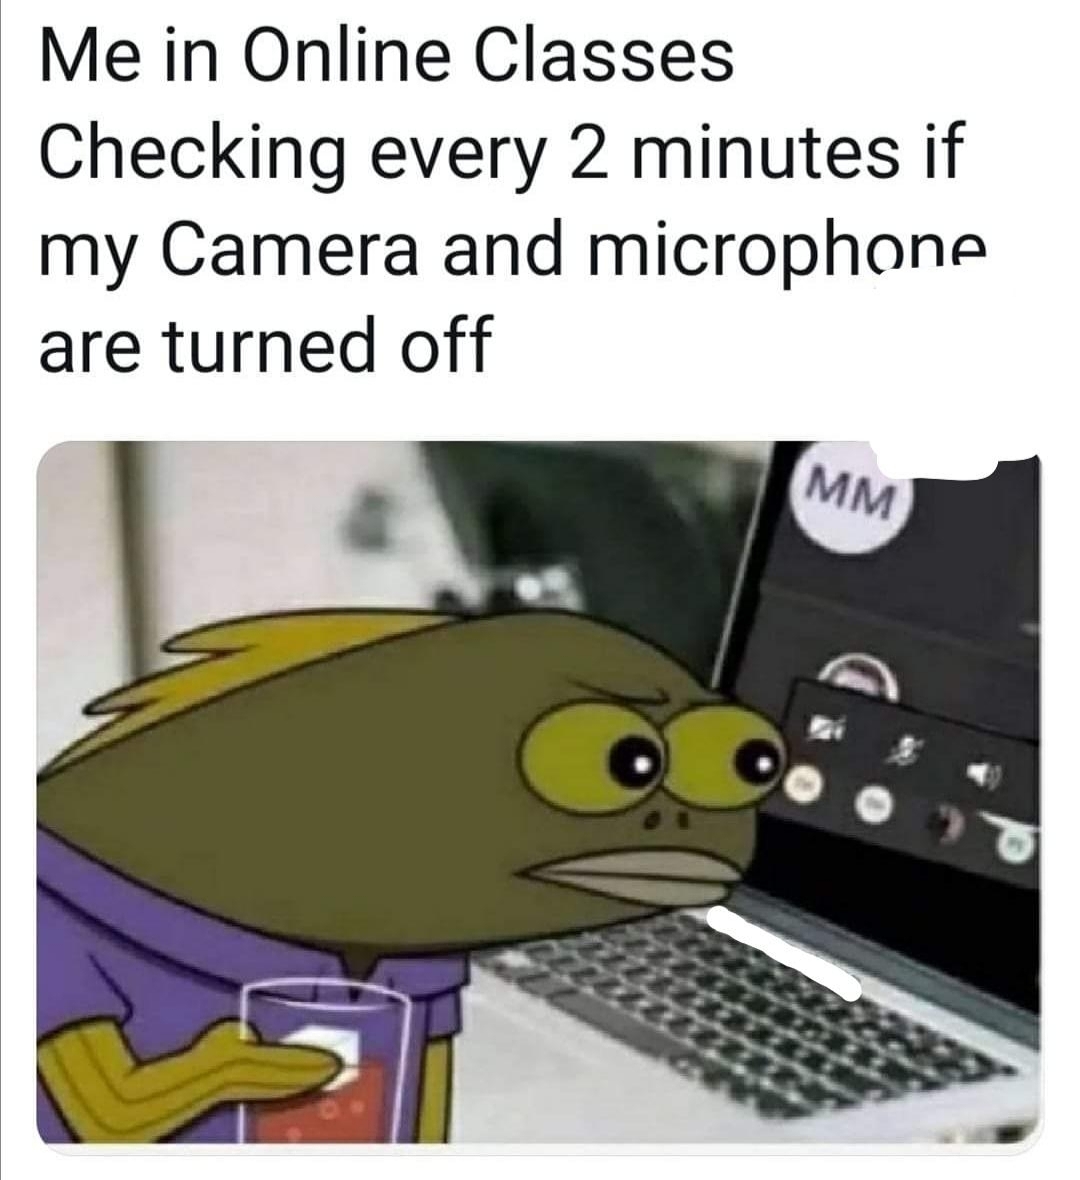 Me in Online Classes
Checking every 2 minutes if
my Camera and microphone
are turned off
MM